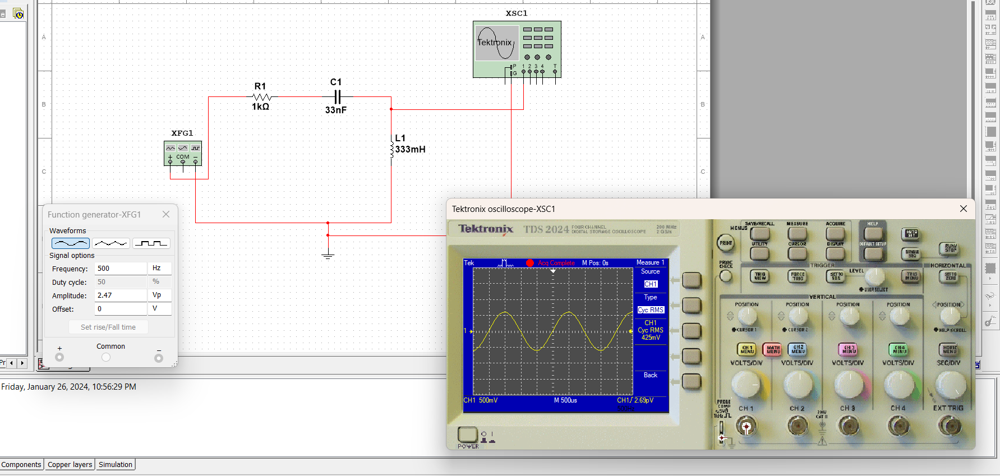 XSC1
Tektronix
P
G
1 2 3 4 T
A
A
B
B
C
C
R1
1kΩ
C1
33nF
XFG1
+ COM −
L1
333mH
Function generator-XFG1
Waveforms
Signal options
Frequency: 500 Hz
Duty cycle: 50 %
Amplitude: 2.47 Vp
Offset: 0 V
Set rise/Fall time
+ Common −
Tektronix oscilloscope-XSC1
Tektronix TDS 2024 FOUR CHANNEL
DIGITAL STORAGE OSCILLOSCOPE
200 MHz
2 GS/s
Tek Acq Complete M Pos: 0s Measure 1
Source
CH1
Type
Cyc RMS
CH1
Cyc RMS
425mV
Back
1
CH1 500mV M 500us CH1 / 2.69pV
500Hz
POWER
MENUS
SAVE/RECALL MEASURE ACQUIRE HELP
PRINT
AUTO SET
UTILITY CURSOR DISPLAY DEFAULT SETUP
SINGLE SEQ
RUN/STOP
PROBE CHECK
TRIGGER
HORIZONTAL
TRIG VIEW
FORCE TRIG
SET TO 50%
LEVEL
USER SELECT
TRIG MENU
SET TO ZERO
VERTICAL
POSITION POSITION POSITION POSITION POSITION
CURSOR 1 CURSOR 2 HELP SCROLL
CH 1 MENU
MATH MENU
CH 2 MENU
CH 3 MENU
CH 4 MENU
HORIZ MENU
VOLTS/DIV VOLTS/DIV VOLTS/DIV VOLTS/DIV SEC/DIV
PROBE COMP
~5V
1kHz
CH 1 CH 2 CH 3 CH 4 EXT TRIG
300V
CAT II
Pr
Friday, January 26, 2024, 10:56:29 PM
Components Copper layers Simulation